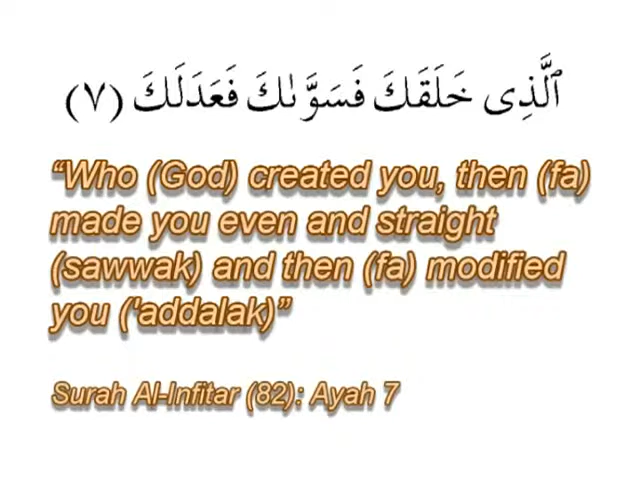 ٱلَّذِى خَلَقَكَ فَسَوَّىٰكَ فَعَدَلَكَ (٧)
“Who (God) created you, then (fa)
made you even and straight
(sawwak) and then (fa) modified
you ('addalak)”
Surah Al-Infitar (82): Ayah 7